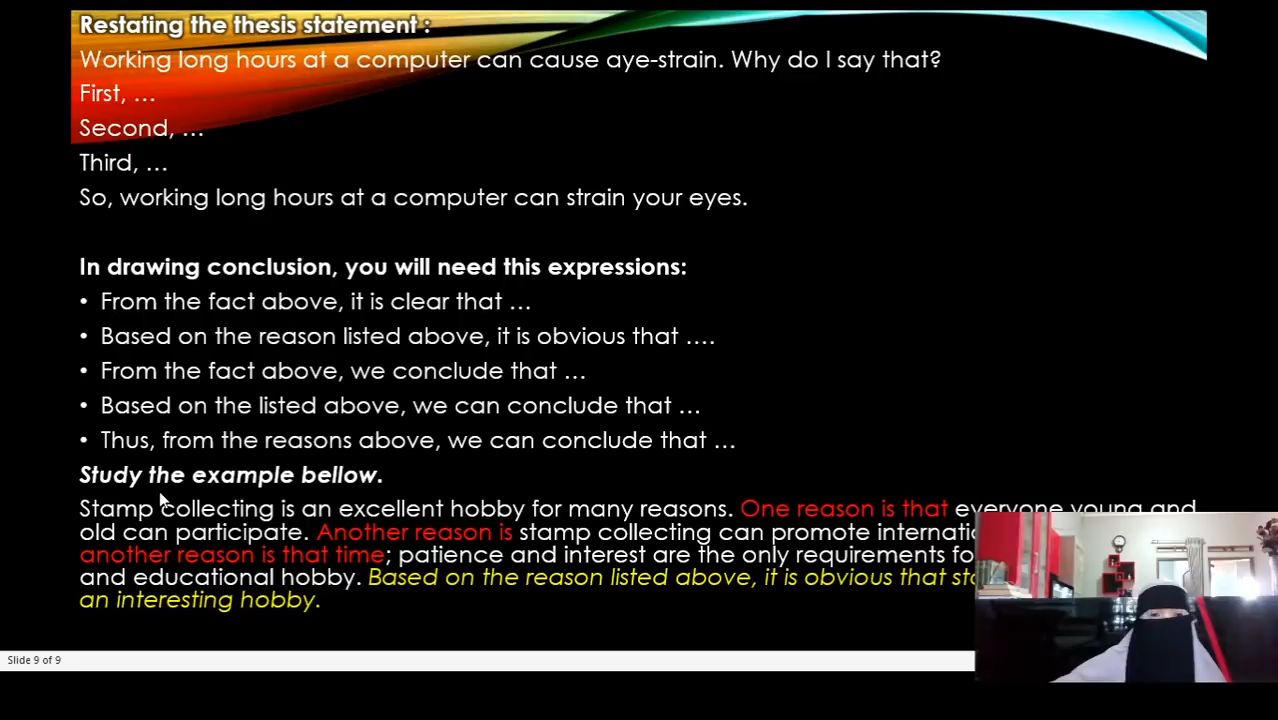 Restating the thesis statement :
Working long hours at a computer can cause aye-strain. Why do I say that?
First, …
Second, …
Third, …
So, working long hours at a computer can strain your eyes.
In drawing conclusion, you will need this expressions:
• From the fact above, it is clear that …
• Based on the reason listed above, it is obvious that ….
• From the fact above, we conclude that …
• Based on the listed above, we can conclude that …
• Thus, from the reasons above, we can conclude that …
Study the example bellow.
Stamp collecting is an excellent hobby for many reasons. One reason is that everyone young and
old can participate. Another reason is stamp collecting can promote
another reason is that time; patience and interest are the only requirements
and educational hobby. Based on the reason listed above, it is obvious that
an interesting hobby.
Slide 9 of 9